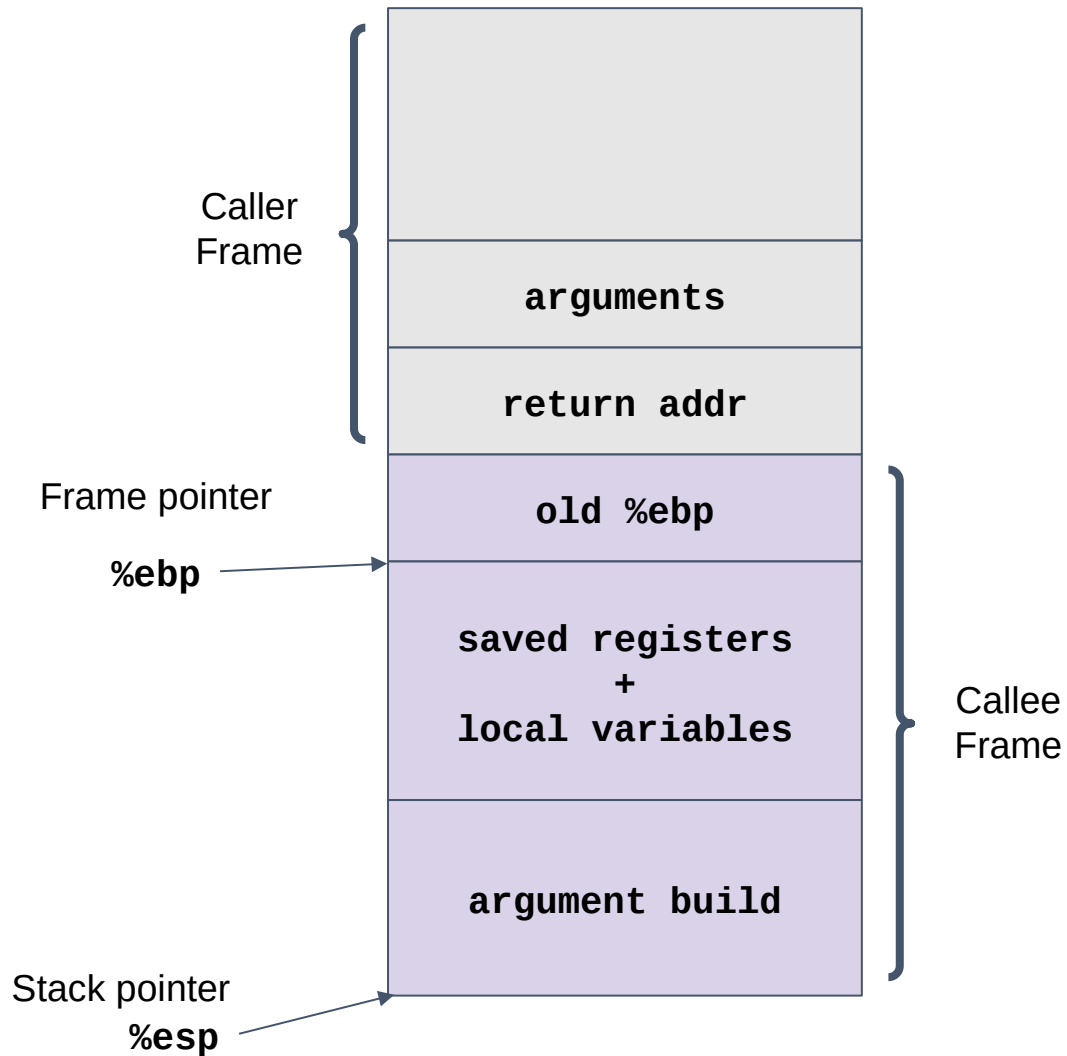 Caller
Frame
arguments
return addr
Frame pointer
old %ebp
%ebp
saved registers
+
local variables
Callee
Frame
argument build
Stack pointer
%esp